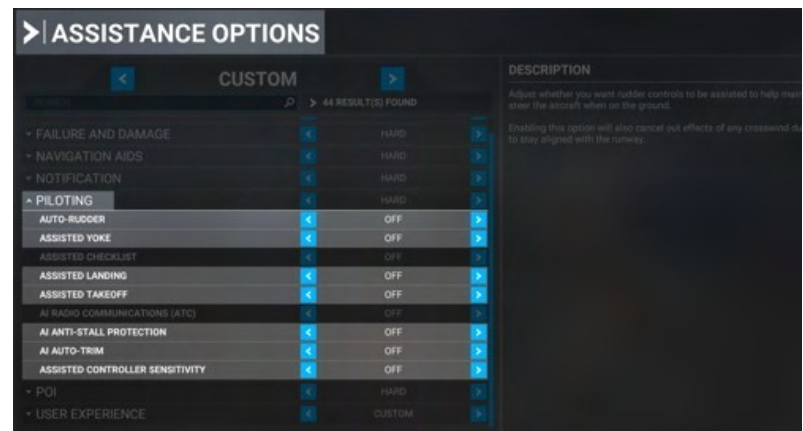 ASSISTANCE OPTIONS
CUSTOM
SEARCH
44 RESULT(S) FOUND
FAILURE AND DAMAGE HARD
NAVIGATION AIDS HARD
NOTIFICATION HARD
PILOTING HARD
AUTO-RUDDER OFF
ASSISTED YOKE OFF
ASSISTED CHECKLIST OFF
ASSISTED LANDING OFF
ASSISTED TAKEOFF OFF
AI RADIO COMMUNICATIONS (ATC) OFF
AI ANTI-STALL PROTECTION OFF
AI AUTO-TRIM OFF
ASSISTED CONTROLLER SENSITIVITY OFF
POI HARD
USER EXPERIENCE CUSTOM
DESCRIPTION
Adjust whether you want rudder controls to be assisted to help
steer the aircraft when on the ground.
Enabling this option will also cancel out effects of any crosswind
to stay aligned with the runway.